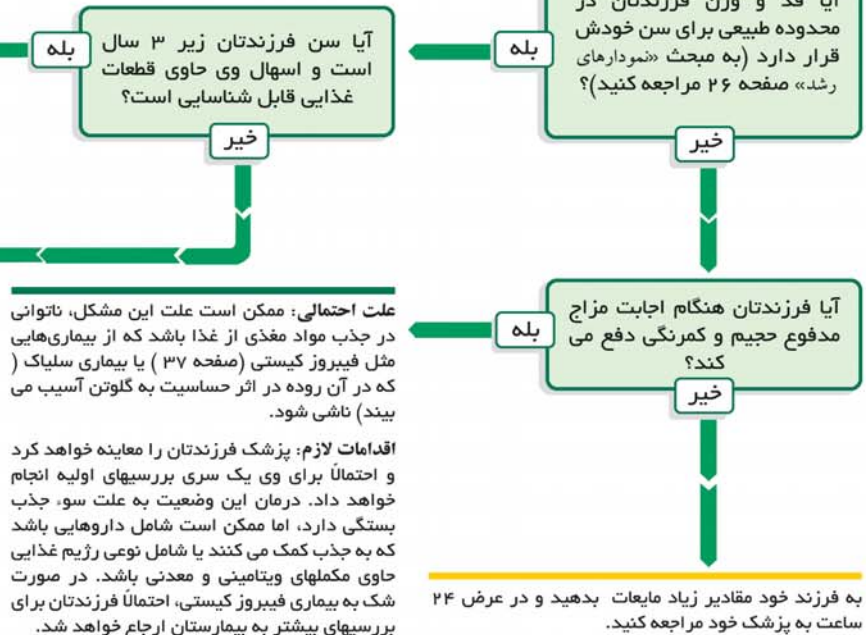 آیا قد و وزن فرزندتان در
محدوده طبیعی برای سن خودش
قرار دارد (به مبحث «نمودارهای
رشد» صفحه ۲۶ مراجعه کنید)؟
بله
خیر
آیا سن فرزندتان زیر ۳ سال
است و اسهال وی حاوی قطعات
غذایی قابل شناسایی است؟
بله
خیر
آیا فرزندتان هنگام اجابت مزاج
مدفوع حجیم و کمرنگی دفع می
کند؟
بله
خیر
علت احتمالی: ممکن است علت این مشکل، ناتوانی
در جذب مواد مغذی از غذا باشد که از بیماری‌هایی
مثل فیبروز کیستی (صفحه ۳۷ ) یا بیماری سلیاک (
که در آن روده در اثر حساسیت به گلوتن آسیب می
بیند) ناشی شود.
اقدامات لازم: پزشک فرزندتان را معاینه خواهد کرد
و احتمالاً برای وی یک سری بررسیهای اولیه انجام
خواهد داد. درمان این وضعیت به علت سوء جذب
بستگی دارد، اما ممکن است شامل داروهایی باشد
که به جذب کمک می کنند یا شامل نوعی رژیم غذایی
حاوی مکملهای ویتامینی و معدنی باشد. در صورت
شک به بیماری فیبروز کیستی، احتمالاً فرزندتان برای
بررسیهای بیشتر به بیمارستان ارجاع خواهد شد.
به فرزند خود مقادیر زیاد مایعات بدهید و در عرض ۲۴
ساعت به پزشک خود مراجعه کنید.